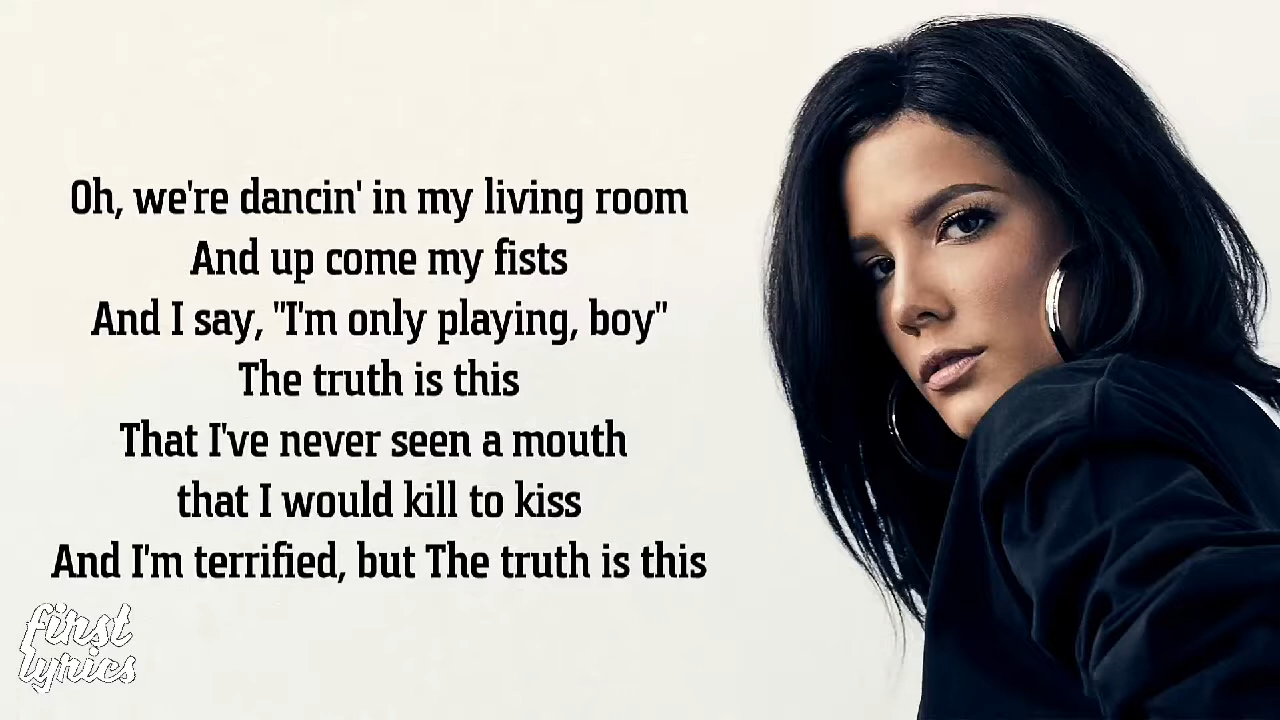 Oh, we're dancin' in my living room
And up come my fists
And I say, "I'm only playing, boy"
The truth is this
That I've never seen a mouth
that I would kill to kiss
And I'm terrified, but The truth is this
first
lyrics